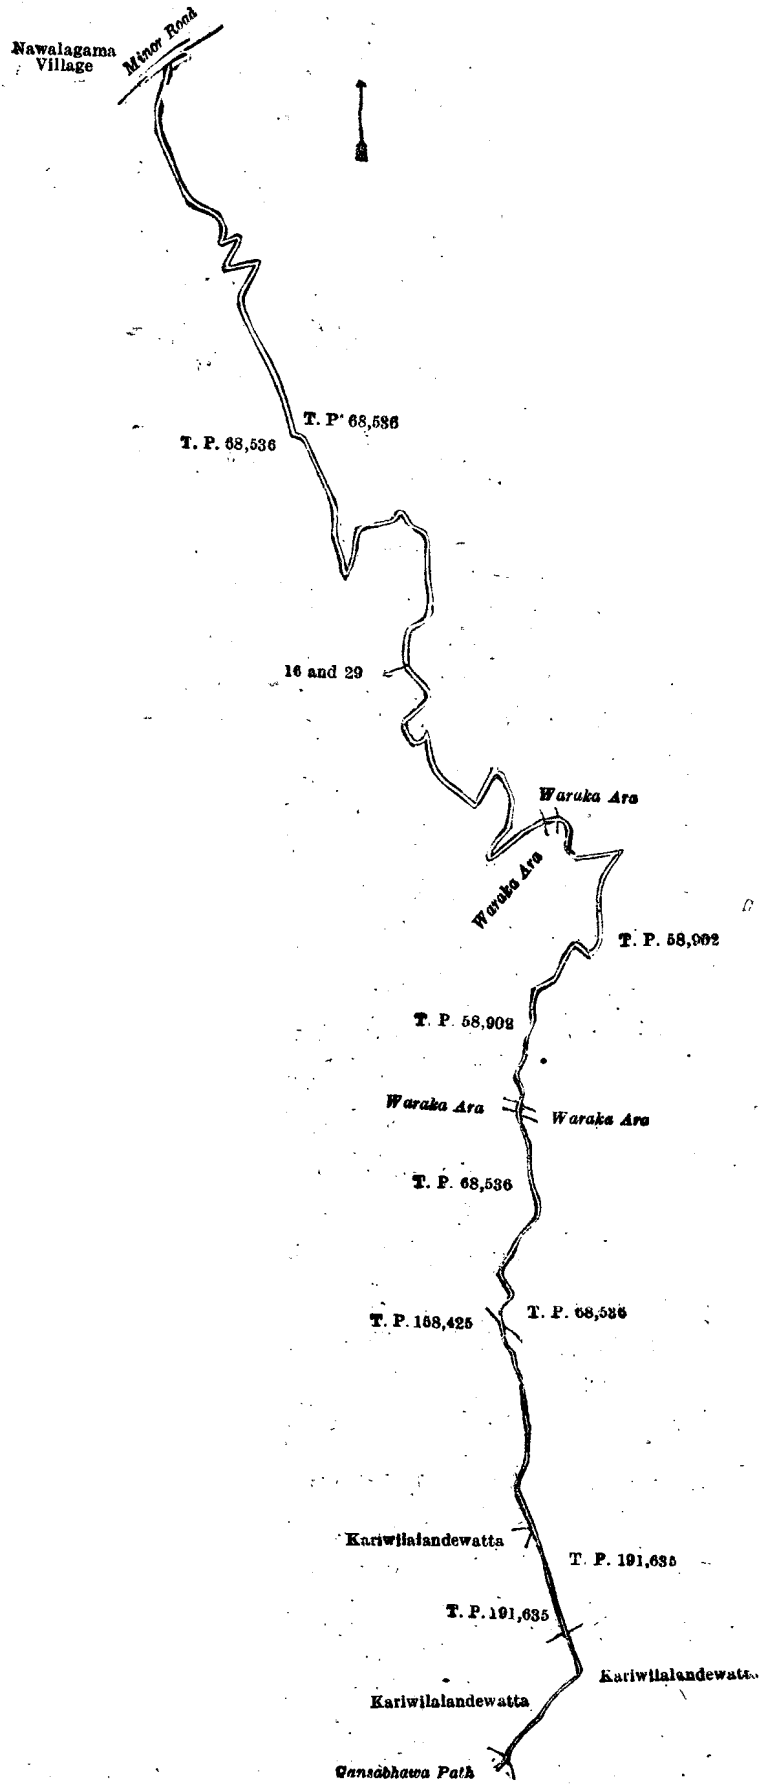 Minor Road
Nawalagama
Village
T. P. 68,536
T. P. 68,536
16 and 29
Waraka Ara
Waraka Ara
T. P. 58,902
T. P. 58,902
Waraka Ara
Waraka Ara
T. P. 68,536
T. P. 68,536
T. P. 158,425
Kariwilalandewatta
T. P. 191,635
T. P. 191,635
Kariwilalandewatta
Kariwilalandewatta
Gansabhawa Path